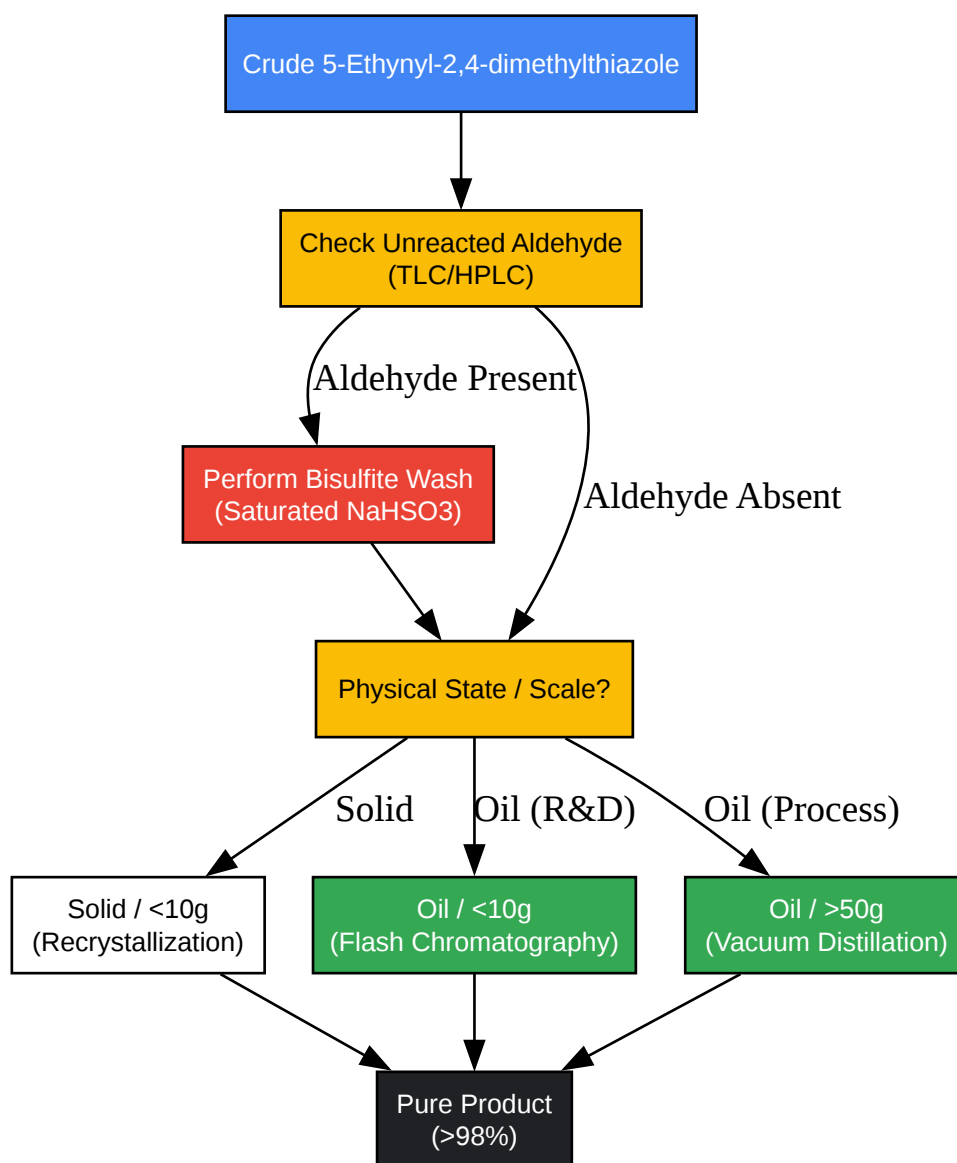 Crude 5-Ethynyl-2,4-dimethylthiazole
Check Unreacted Aldehyde
(TLC/HPLC)
Aldehyde Present
Perform Bisulfite Wash
(Saturated NaHSO3)
Aldehyde Absent
Physical State / Scale?
Solid
Oil (R&D)
Oil (Process)
Solid / <10g
(Recrystallization)
Oil / <10g
(Flash Chromatography)
Oil / >50g
(Vacuum Distillation)
Pure Product
(>98%)